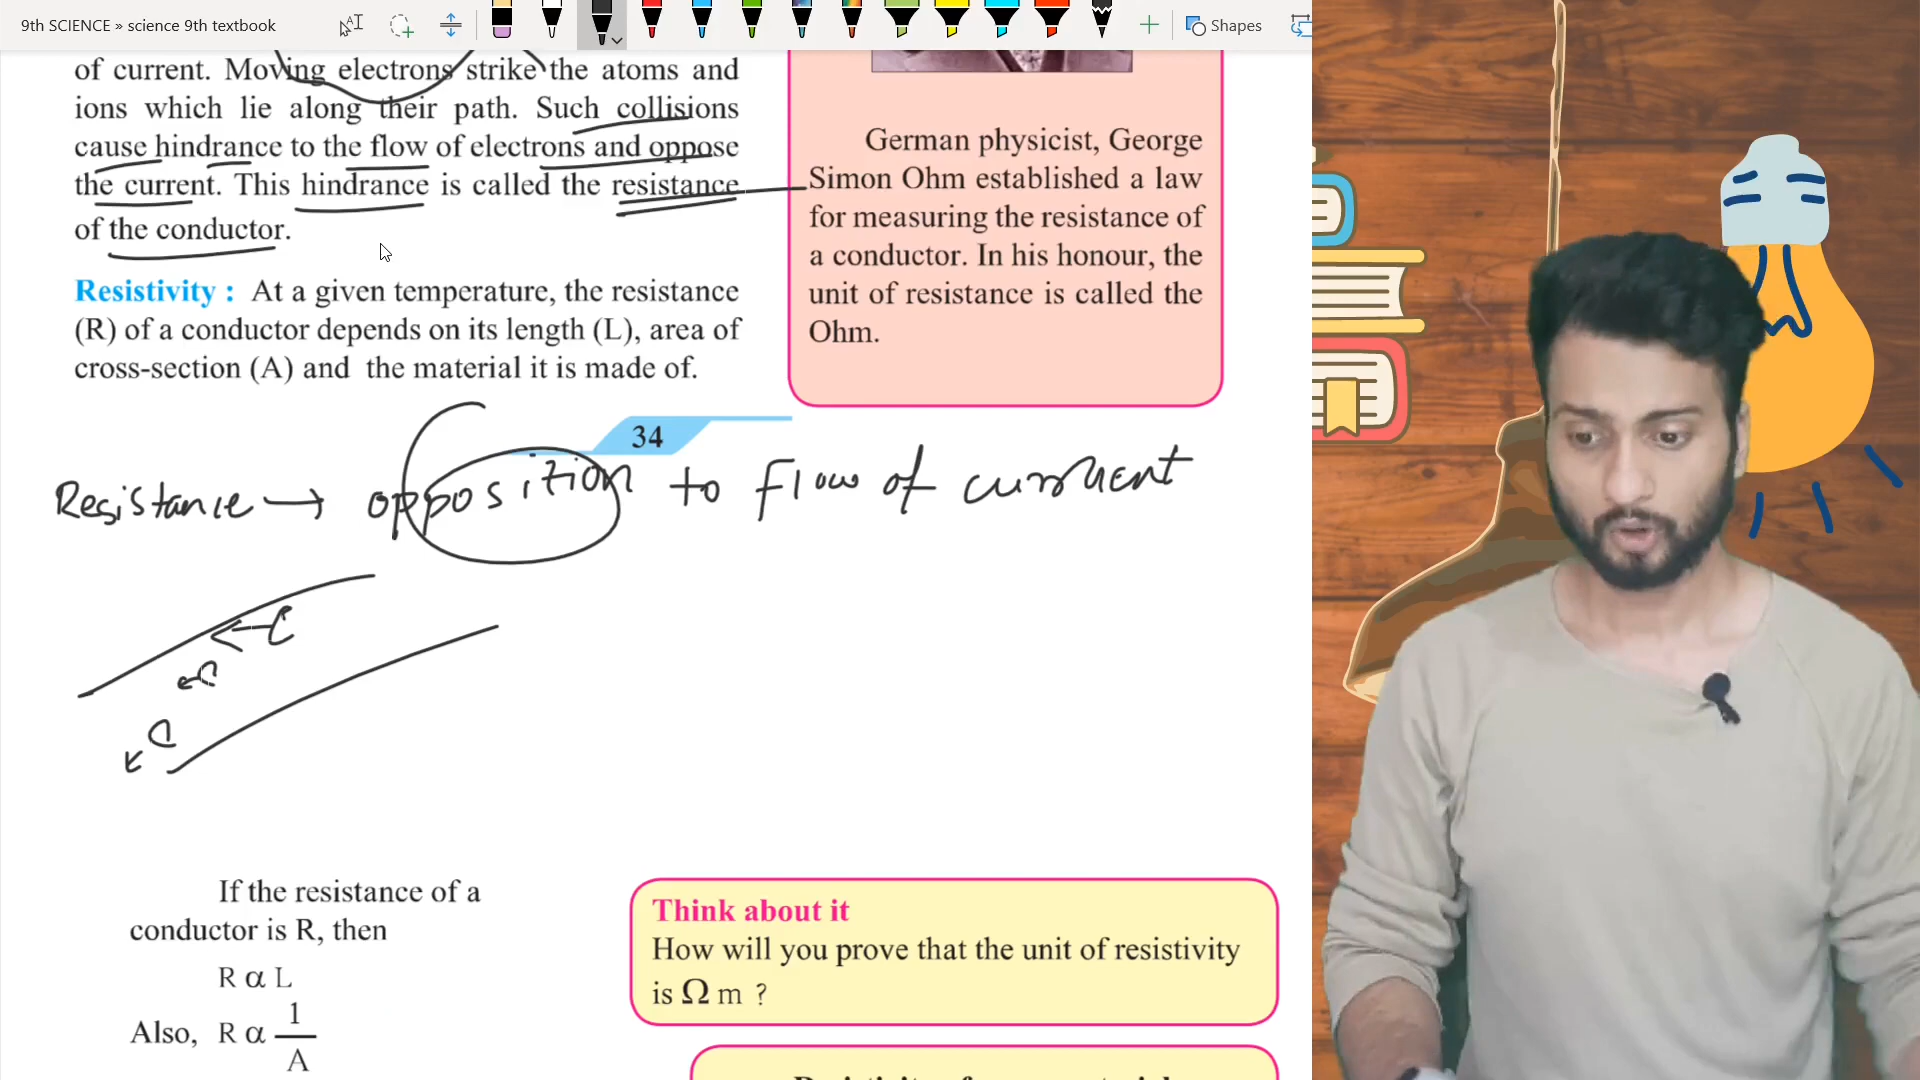 9th SCIENCE » science 9th textbook
Shapes
of current. Moving electrons strike the atoms and
ions which lie along their path. Such collisions
cause hindrance to the flow of electrons and oppose
the current. This hindrance is called the resistance
of the conductor.
Resistivity : At a given temperature, the resistance
(R) of a conductor depends on its length (L), area of
cross-section (A) and the material it is made of.
German physicist, George
Simon Ohm established a law
for measuring the resistance of
a conductor. In his honour, the
unit of resistance is called the
Ohm.
34
Resistance → opposition to flow of current
If the resistance of a
conductor is R, then
R α L
Also, R α 1/A
Think about it
How will you prove that the unit of resistivity
is Ω m ?